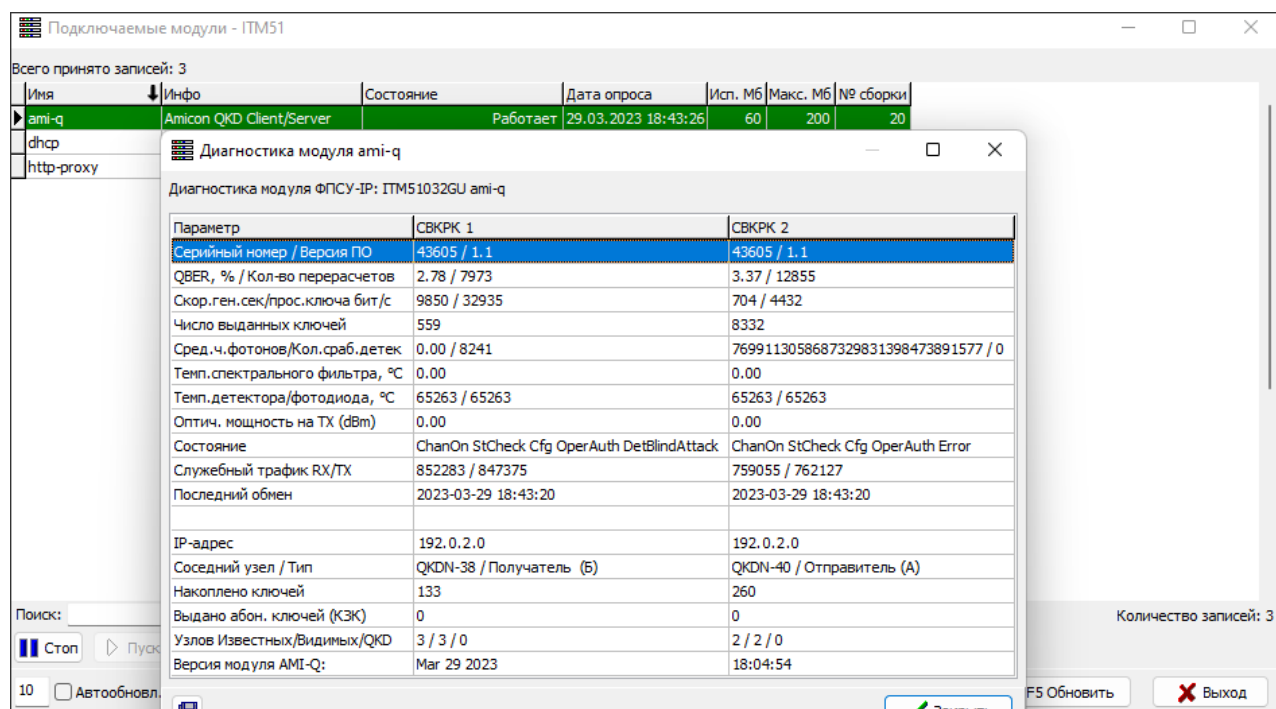 Подключаемые модули - ITM51
Всего принято записей: 3
Имя Инфо Состояние Дата опроса Исп. Мб Макс. Мб № сборки
ami-q Amicon QKD Client/Server Работает 29.03.2023 18:43:26 60 200 20
dhcp
http-proxy
Диагностика модуля ami-q
Диагностика модуля ФПСУ-IP: ITM51032GU ami-q
Параметр СВКРК 1 СВКРК 2
Серийный номер / Версия ПО 43605 / 1.1 43605 / 1.1
QBER, % / Кол-во перерасчетов 2.78 / 7973 3.37 / 12855
Скор.ген.сек/прос.ключа бит/с 9850 / 32935 704 / 4432
Число выданных ключей 559 8332
Сред.ч.фотонов/Кол.сраб.детек 0.00 / 8241 7699113058687329831398473891577 / 0
Темп.спектрального фильтра, °C 0.00 0.00
Темп.детектора/фотодиода, °C 65263 / 65263 65263 / 65263
Оптич. мощность на TX (dBm) 0.00 0.00
Состояние ChanOn StCheck Cfg OperAuth DetBlindAttack ChanOn StCheck Cfg OperAuth Error
Служебный трафик RX/TX 852283 / 847375 759055 / 762127
Последний обмен 2023-03-29 18:43:20 2023-03-29 18:43:20
IP-адрес 192.0.2.0 192.0.2.0
Соседний узел / Тип QKDN-38 / Получатель (Б) QKDN-40 / Отправитель (А)
Накоплено ключей 133 260
Выдано абон. ключей (КЗК) 0 0
Узлов Известных/Видимых/QKD 3 / 3 / 0 2 / 2 / 0
Версия модуля AMI-Q: Mar 29 2023 18:04:54
Поиск: Количество записей: 3
Стоп Пуск
10 Автообновл. F5 Обновить Выход